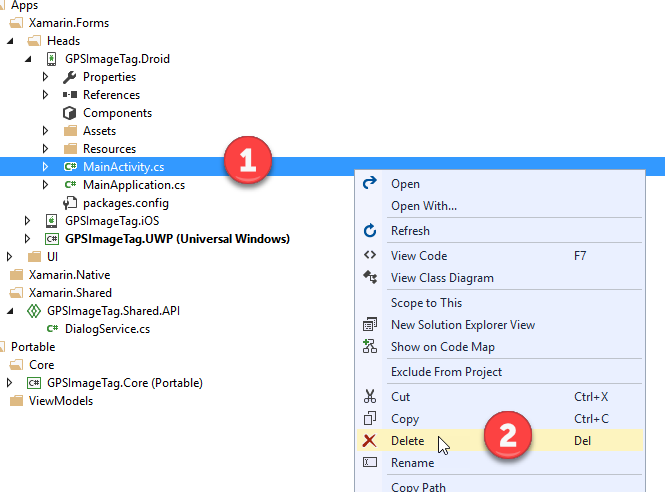 Apps
Xamarin.Forms
Heads
GPSImageTag.Droid
Properties
References
Components
Assets
Resources
C# MainActivity.cs
1
C# MainApplication.cs
packages.config
GPSImageTag.iOS
C# GPSImageTag.UWP (Universal Windows)
UI
Xamarin.Native
Xamarin.Shared
GPSImageTag.Shared.API
C# DialogService.cs
Portable
Core
C# GPSImageTag.Core (Portable)
ViewModels
Open
Open With...
Refresh
View Code F7
View Class Diagram
Scope to This
New Solution Explorer View
Show on Code Map
Exclude From Project
Cut Ctrl+X
Copy Ctrl+C
Delete 2 Del
Rename
Copy Path